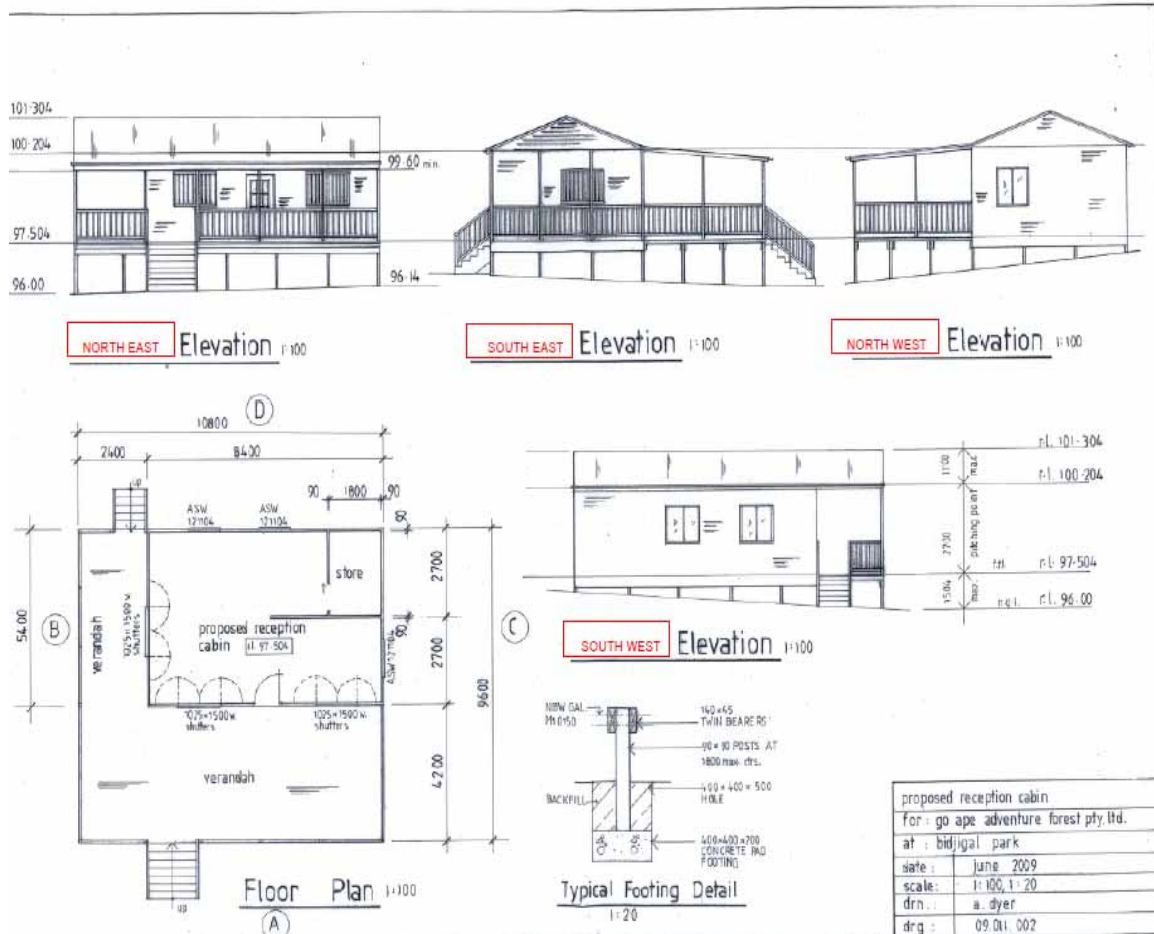 101·304
100·204
99·60 min.
97·504
96·14
96·00
NORTH EAST Elevation 1:100
SOUTH EAST Elevation 1:100
NORTH WEST Elevation 1:100
D
10800
2400
8400
up
ASW
121104
ASW
121104
90
1800
90
90
store
2700
5400
B
verandah
1025×1500 w.
shutters
proposed reception
cabin
r.l. 97·504
90
2700
ASW 121104
C
9600
1025×1500 w.
shutters
1025×1500 w.
shutters
verandah
4200
up
Floor Plan 1:100
A
r.l. 101·304
1100
max.
r.l. 100·204
2700
pitching point
f.f.l.
r.l. 97·504
1504
max.
n.g.l.
r.l. 96·00
SOUTH WEST Elevation 1:100
140×45
TWIN BEARERS
90×90 POSTS AT
1800 max. ctrs.
400×400×500
HOLE
BACKFILL
400×400×200
CONCRETE PAD
FOOTING
Typical Footing Detail
1:20
proposed reception cabin
for : go ape adventure forest pty. ltd.
at : bidjigal park
date : june 2009
scale: 1:100, 1:20
drn. : a. dyer
drg :